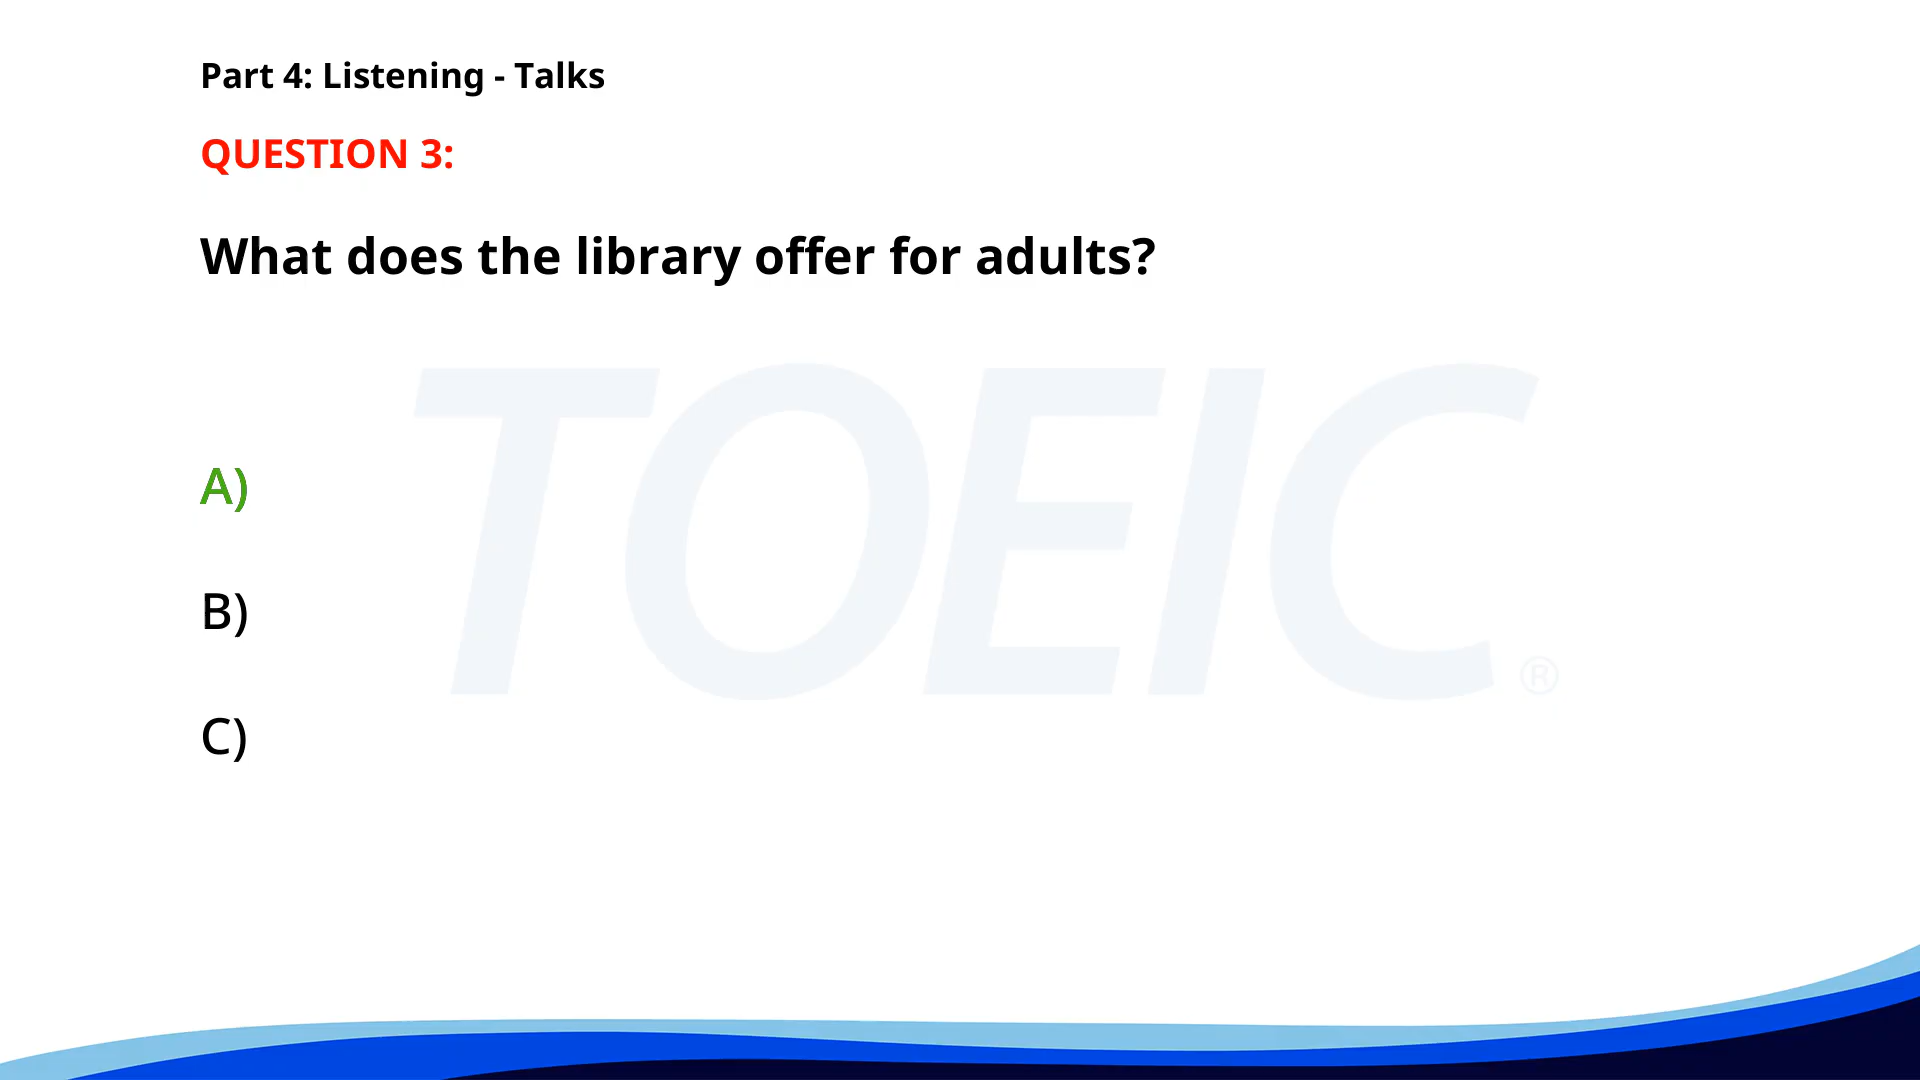 Part 4: Listening - Talks
QUESTION 3:
What does the library offer for adults?
TOEIC®
A)
B)
C)